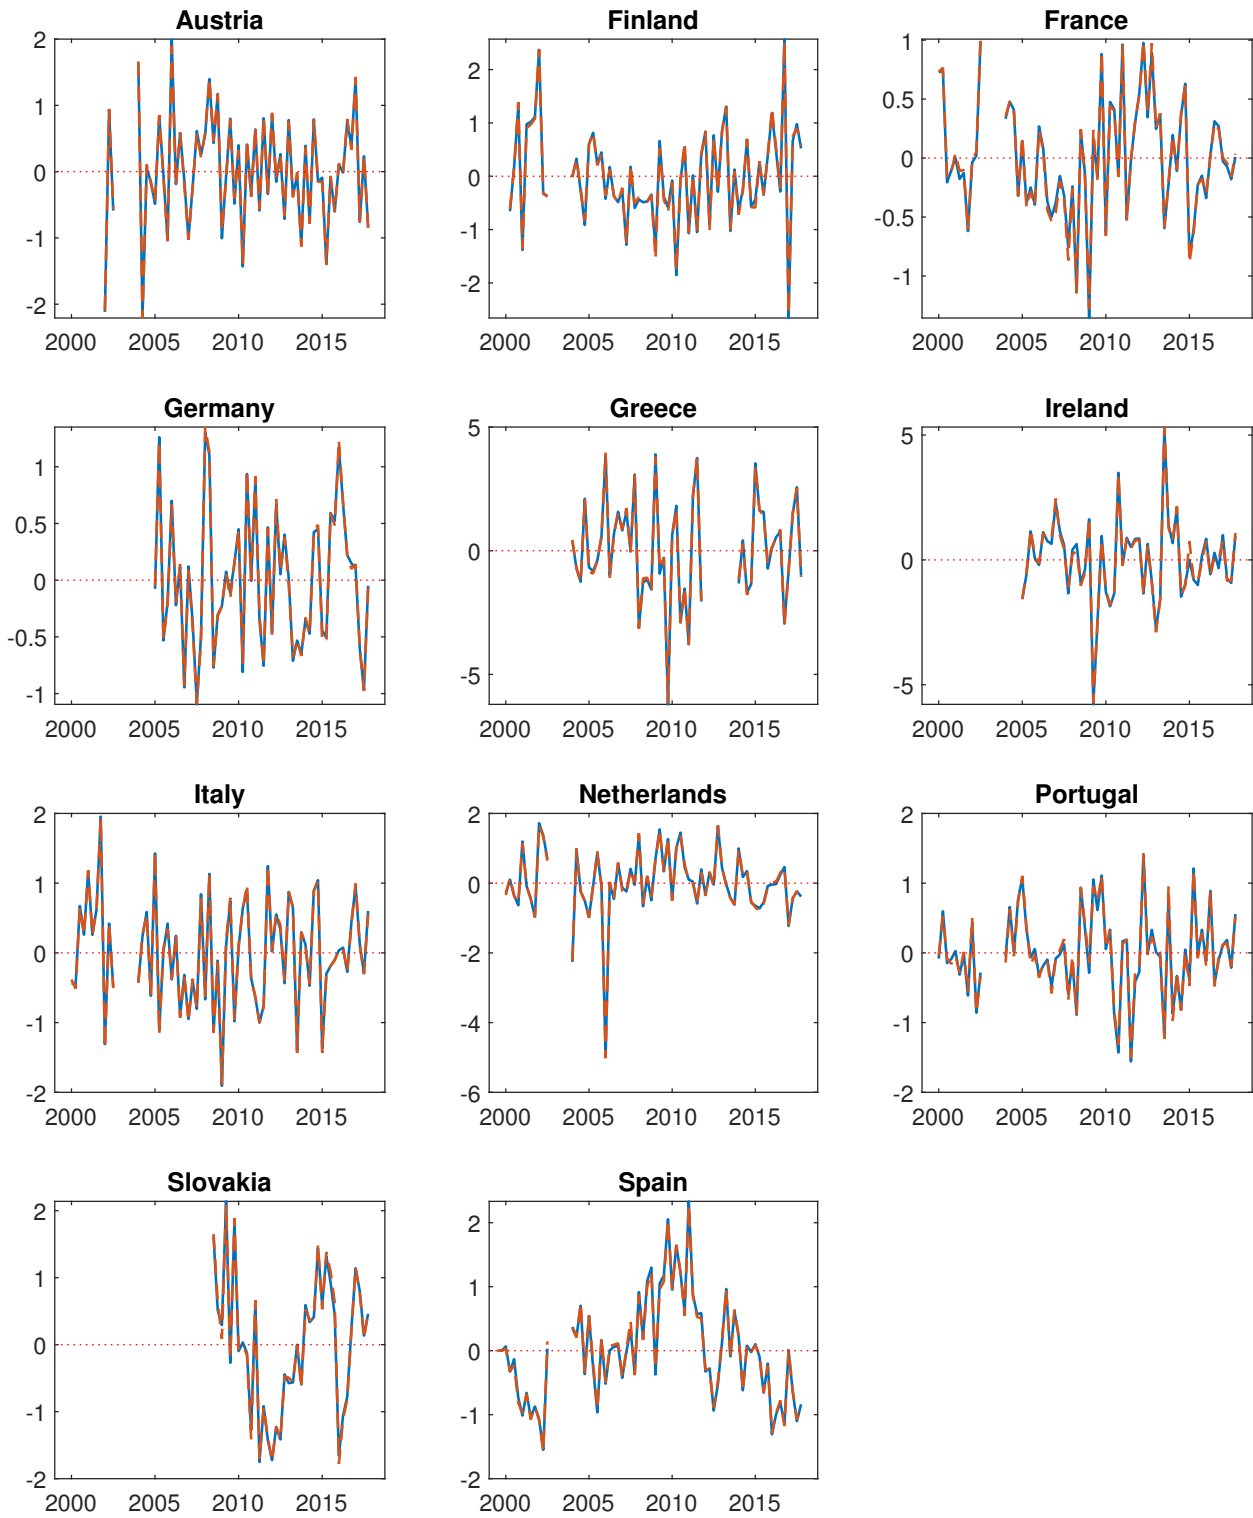 Austria Finland France
2 2 1
1 1 0.5
0 0 0
-1 -0.5
-2 -2 -1
2000 2005 2010 2015 2000 2005 2010 2015 2000 2005 2010 2015
Germany Greece Ireland
5 5
1
0.5
0 0 0
-0.5
-1 -5 -5
2000 2005 2010 2015 2000 2005 2010 2015 2000 2005 2010 2015
Italy Netherlands Portugal
2 2 2
1 0 1
0 -2 0
-1 -4 -1
-2 -6 -2
2000 2005 2010 2015 2000 2005 2010 2015 2000 2005 2010 2015
Slovakia Spain
2 2
1 1
0 0
-1 -1
-2 -2
2000 2005 2010 2015 2000 2005 2010 2015